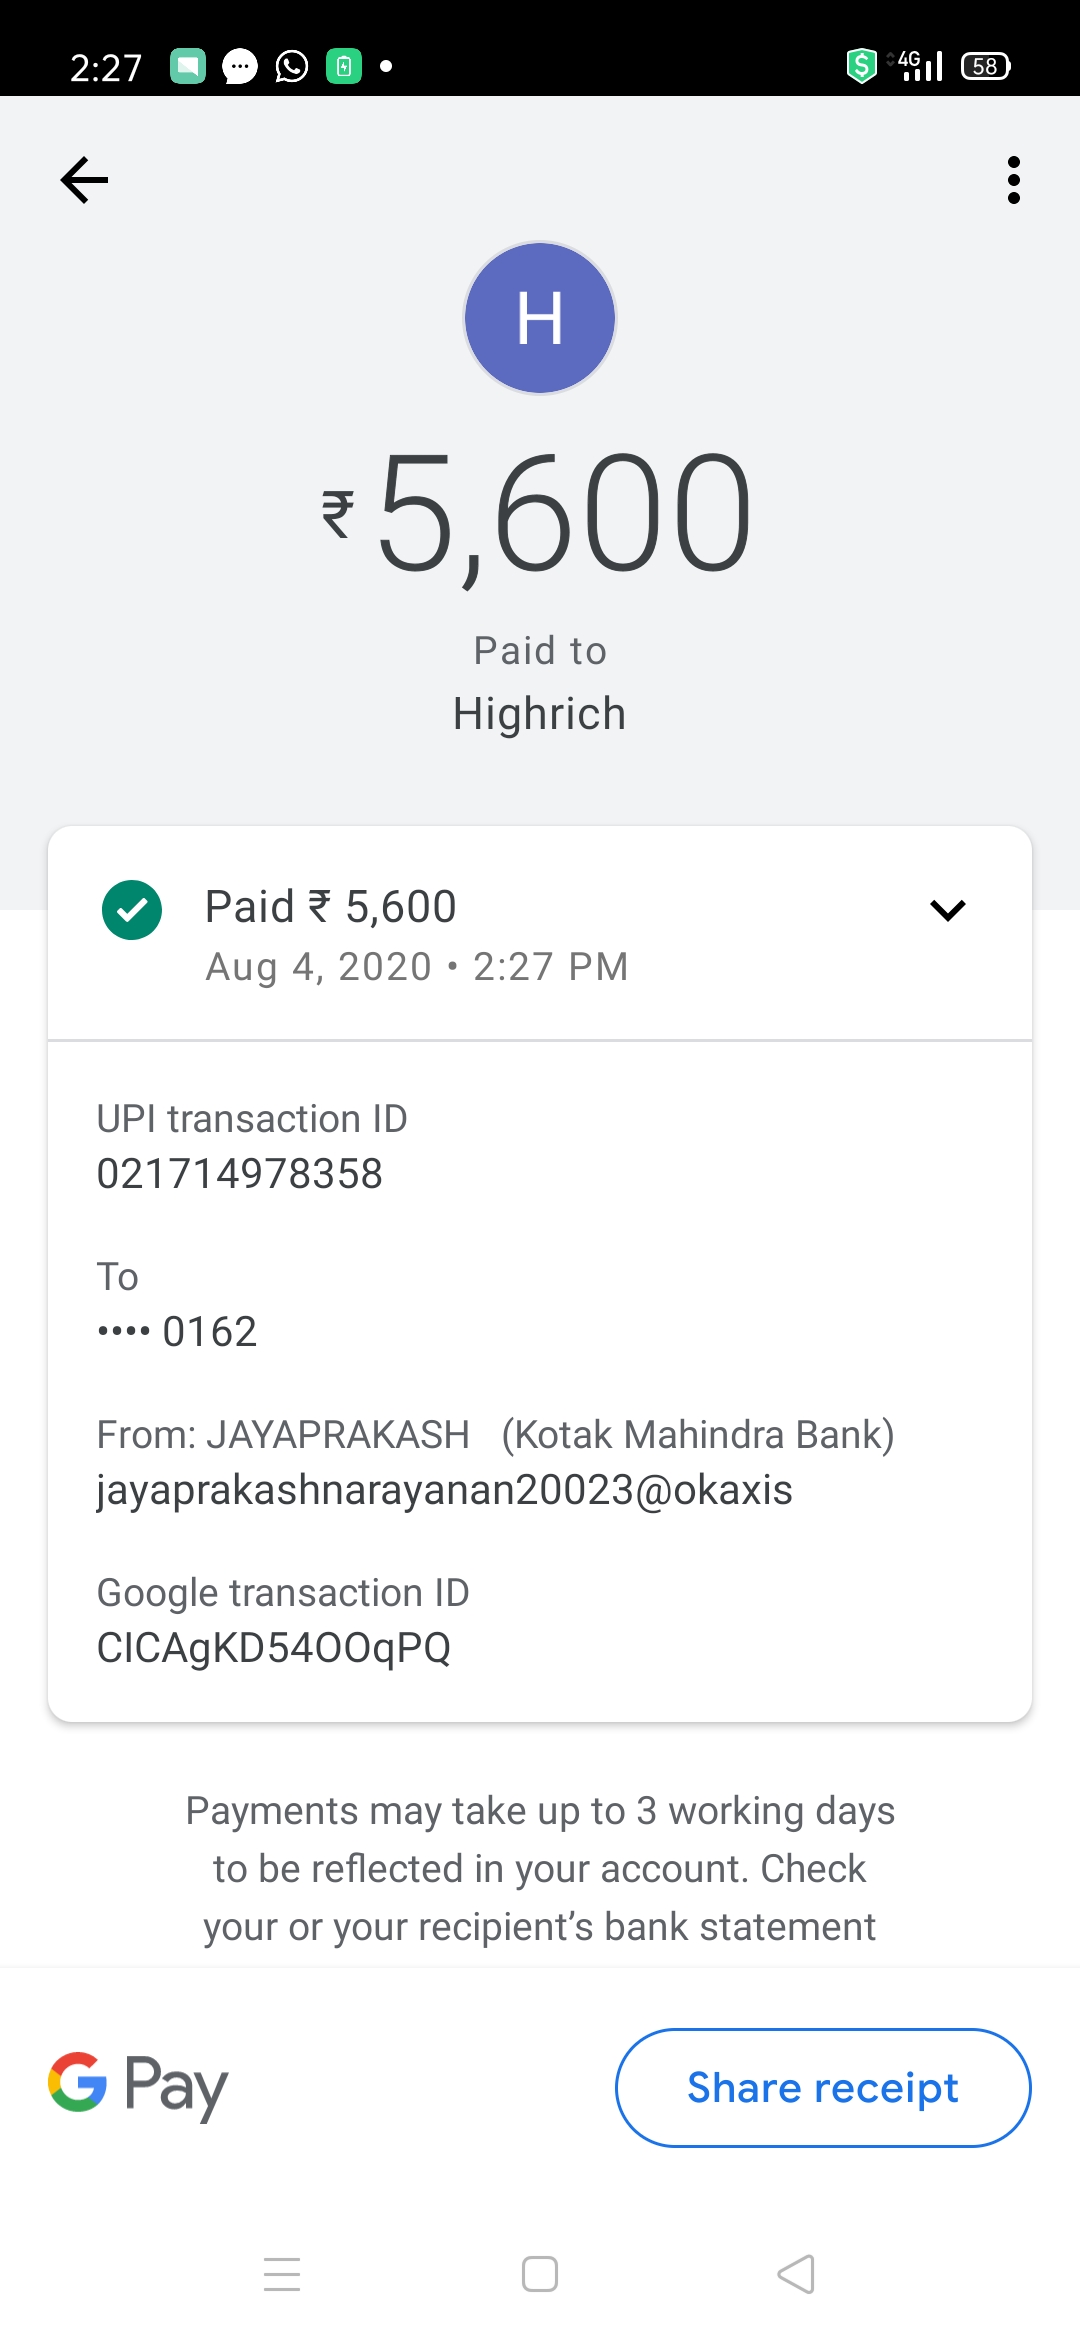 2:27
4G
58
H
₹5,600
Paid to
Highrich
Paid ₹ 5,600
Aug 4, 2020 • 2:27 PM
UPI transaction ID
021714978358
To
•••• 0162
From: JAYAPRAKASH (Kotak Mahindra Bank)
jayaprakashnarayanan20023@okaxis
Google transaction ID
CICAgKD54OOqPQ
Payments may take up to 3 working days
to be reflected in your account. Check
your or your recipient's bank statement
G Pay
Share receipt